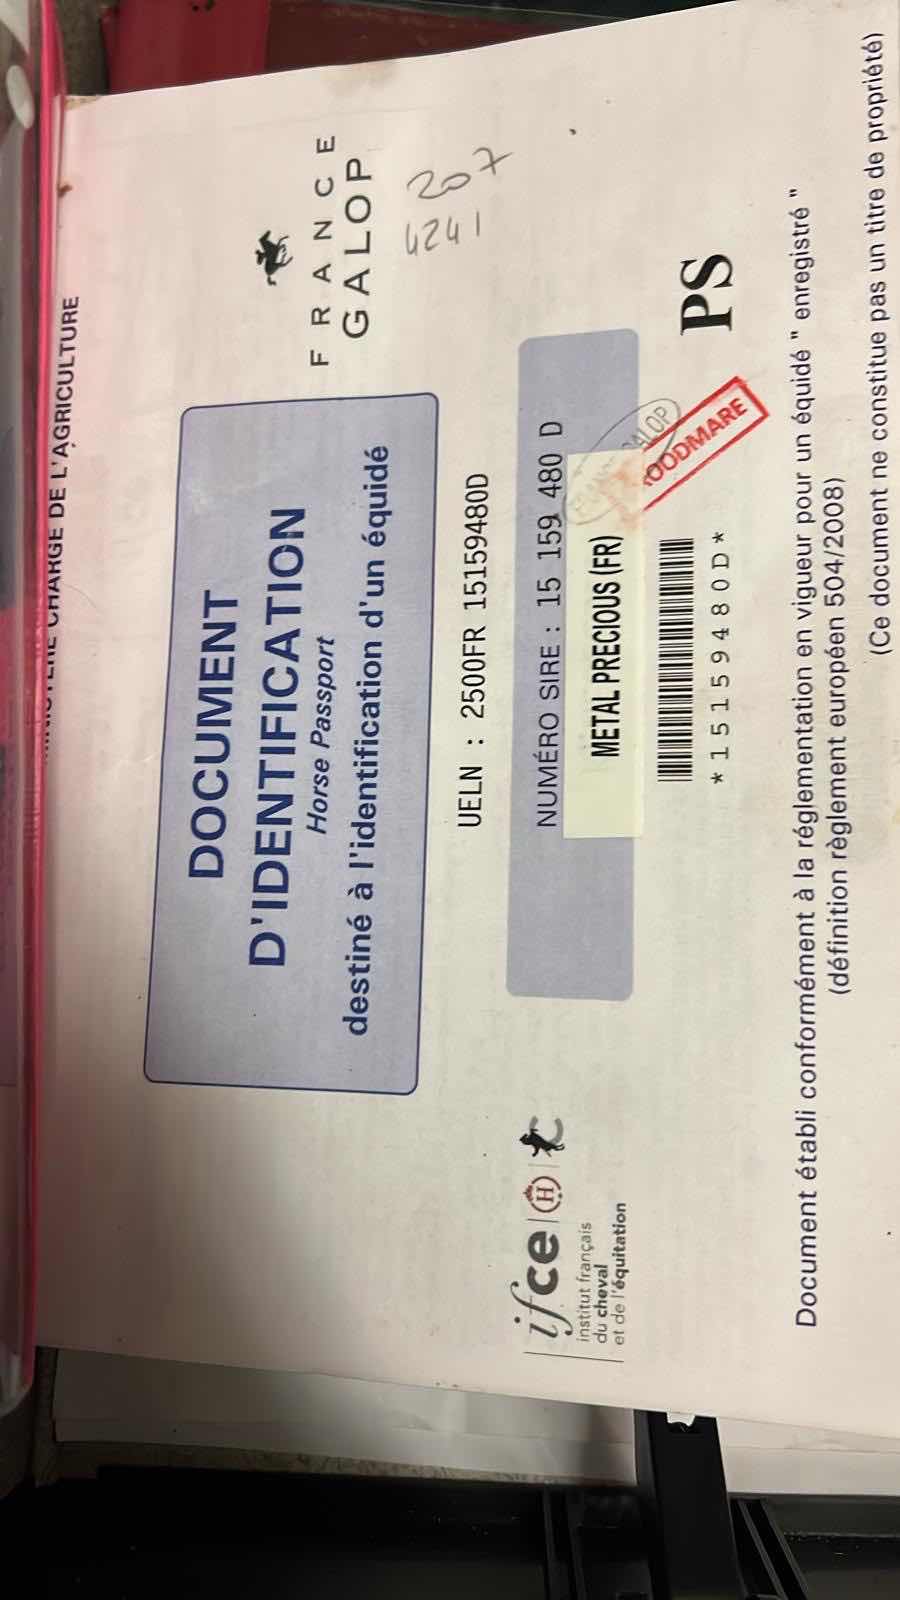 CHARGE DE L'AGRICULTURE
FRANCE
GALOP
207
4241
DOCUMENT
D'IDENTIFICATION
Horse Passport
destiné à l'identification d'un équidé
UELN : 2500FR 15159480D
ifce
institut français
du cheval
et de l'équitation
NUMÉRO SIRE : 15 159 480 D
METAL PRECIOUS (FR)
GALOP
OODMARE
*15159480D*
PS
Document établi conformément à la réglementation en vigueur pour un équidé " enregistré "
(définition règlement européen 504/2008)
(Ce document ne constitue pas un titre de propriété)